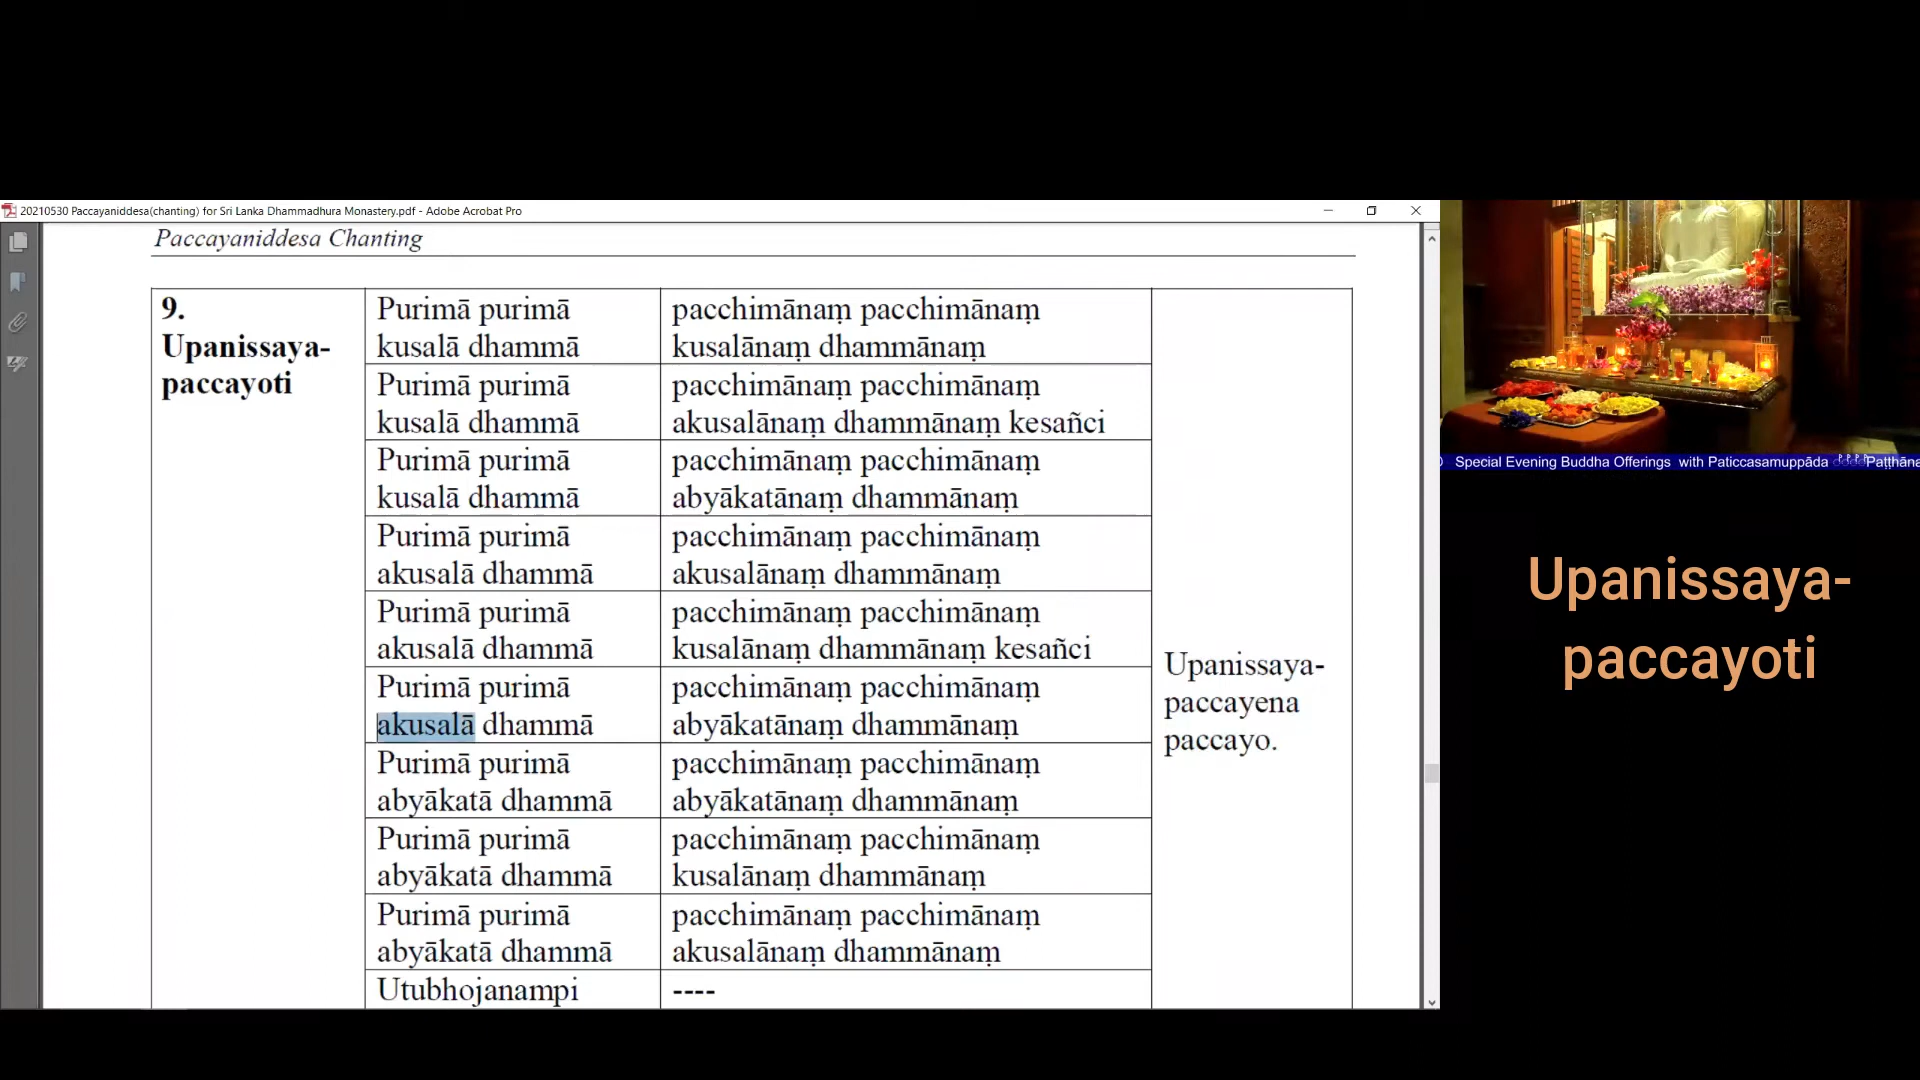 20210530 Paccayaniddesa(chanting) for Sri Lanka Dhammadhura Monastery.pdf - Adobe Acrobat Pro
Paccayaniddesa Chanting
9.
Upanissaya-
paccayoti
Purimā purimā
kusalā dhammā
pacchimānaṃ pacchimānaṃ
kusalānaṃ dhammānaṃ
Purimā purimā
kusalā dhammā
pacchimānaṃ pacchimānaṃ
akusalānaṃ dhammānaṃ kesañci
Purimā purimā
kusalā dhammā
pacchimānaṃ pacchimānaṃ
abyākatānaṃ dhammānaṃ
Purimā purimā
akusalā dhammā
pacchimānaṃ pacchimānaṃ
akusalānaṃ dhammānaṃ
Purimā purimā
akusalā dhammā
pacchimānaṃ pacchimānaṃ
kusalānaṃ dhammānaṃ kesañci
Purimā purimā
akusalā dhammā
pacchimānaṃ pacchimānaṃ
abyākatānaṃ dhammānaṃ
Purimā purimā
abyākatā dhammā
pacchimānaṃ pacchimānaṃ
abyākatānaṃ dhammānaṃ
Purimā purimā
abyākatā dhammā
pacchimānaṃ pacchimānaṃ
kusalānaṃ dhammānaṃ
Purimā purimā
abyākatā dhammā
pacchimānaṃ pacchimānaṃ
akusalānaṃ dhammānaṃ
Utubhojanampi
----
Upanissaya-
paccayena
paccayo.
Special Evening Buddha Offerings with Paticcasamuppāda
Upanissaya-
paccayoti